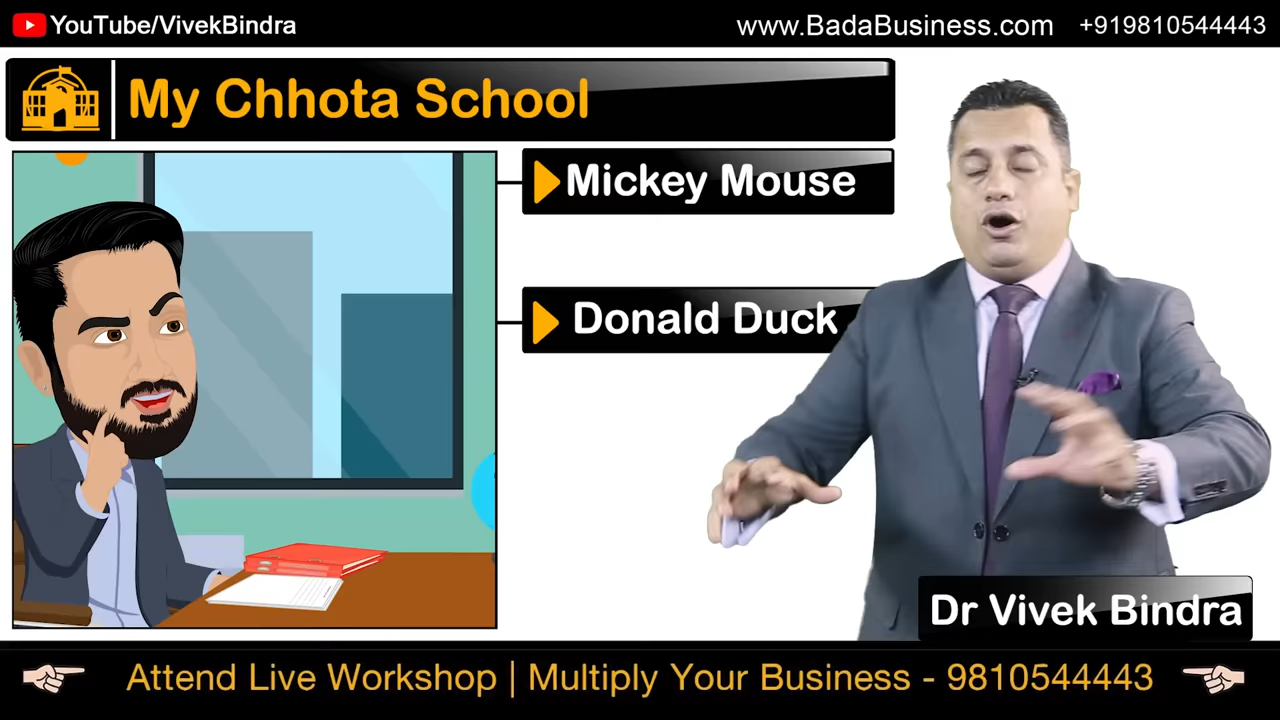 YouTube/VivekBindra
www.BadaBusiness.com +919810544443
My Chhota School
Mickey Mouse
Donald Duck
Dr Vivek Bindra
Attend Live Workshop | Multiply Your Business - 9810544443